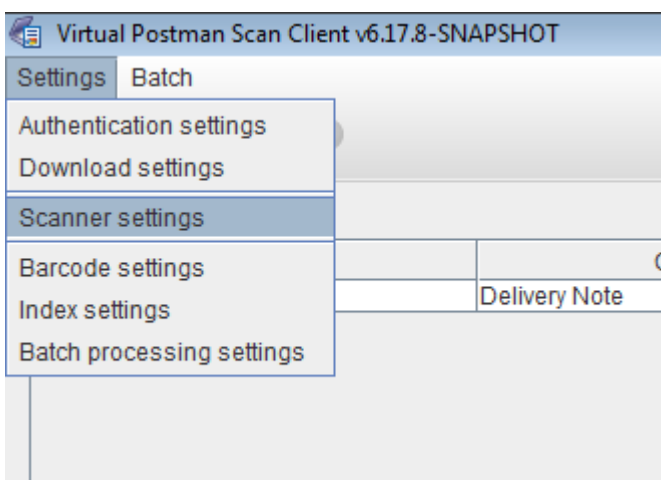 Virtual Postman Scan Client v6.17.8-SNAPSHOT
Settings Batch
Authentication settings
Download settings
Scanner settings
Barcode settings
Index settings
Batch processing settings
Delivery Note